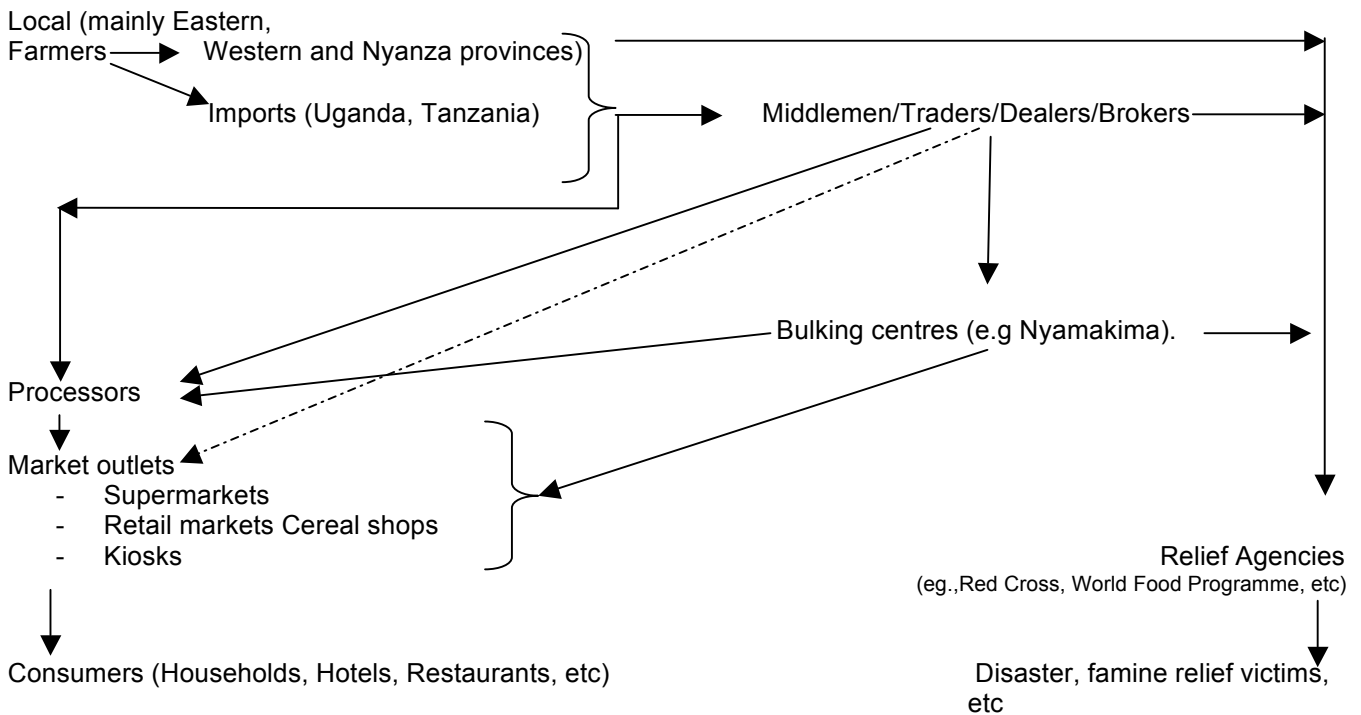 Local (mainly Eastern,
Farmers Western and Nyanza provinces)
Imports (Uganda, Tanzania)
Middlemen/Traders/Dealers/Brokers
Bulking centres (e.g Nyamakima).
Processors
Market outlets
- Supermarkets
- Retail markets Cereal shops
- Kiosks
Relief Agencies
(eg.,Red Cross, World Food Programme, etc)
Consumers (Households, Hotels, Restaurants, etc)
Disaster, famine relief victims,
etc